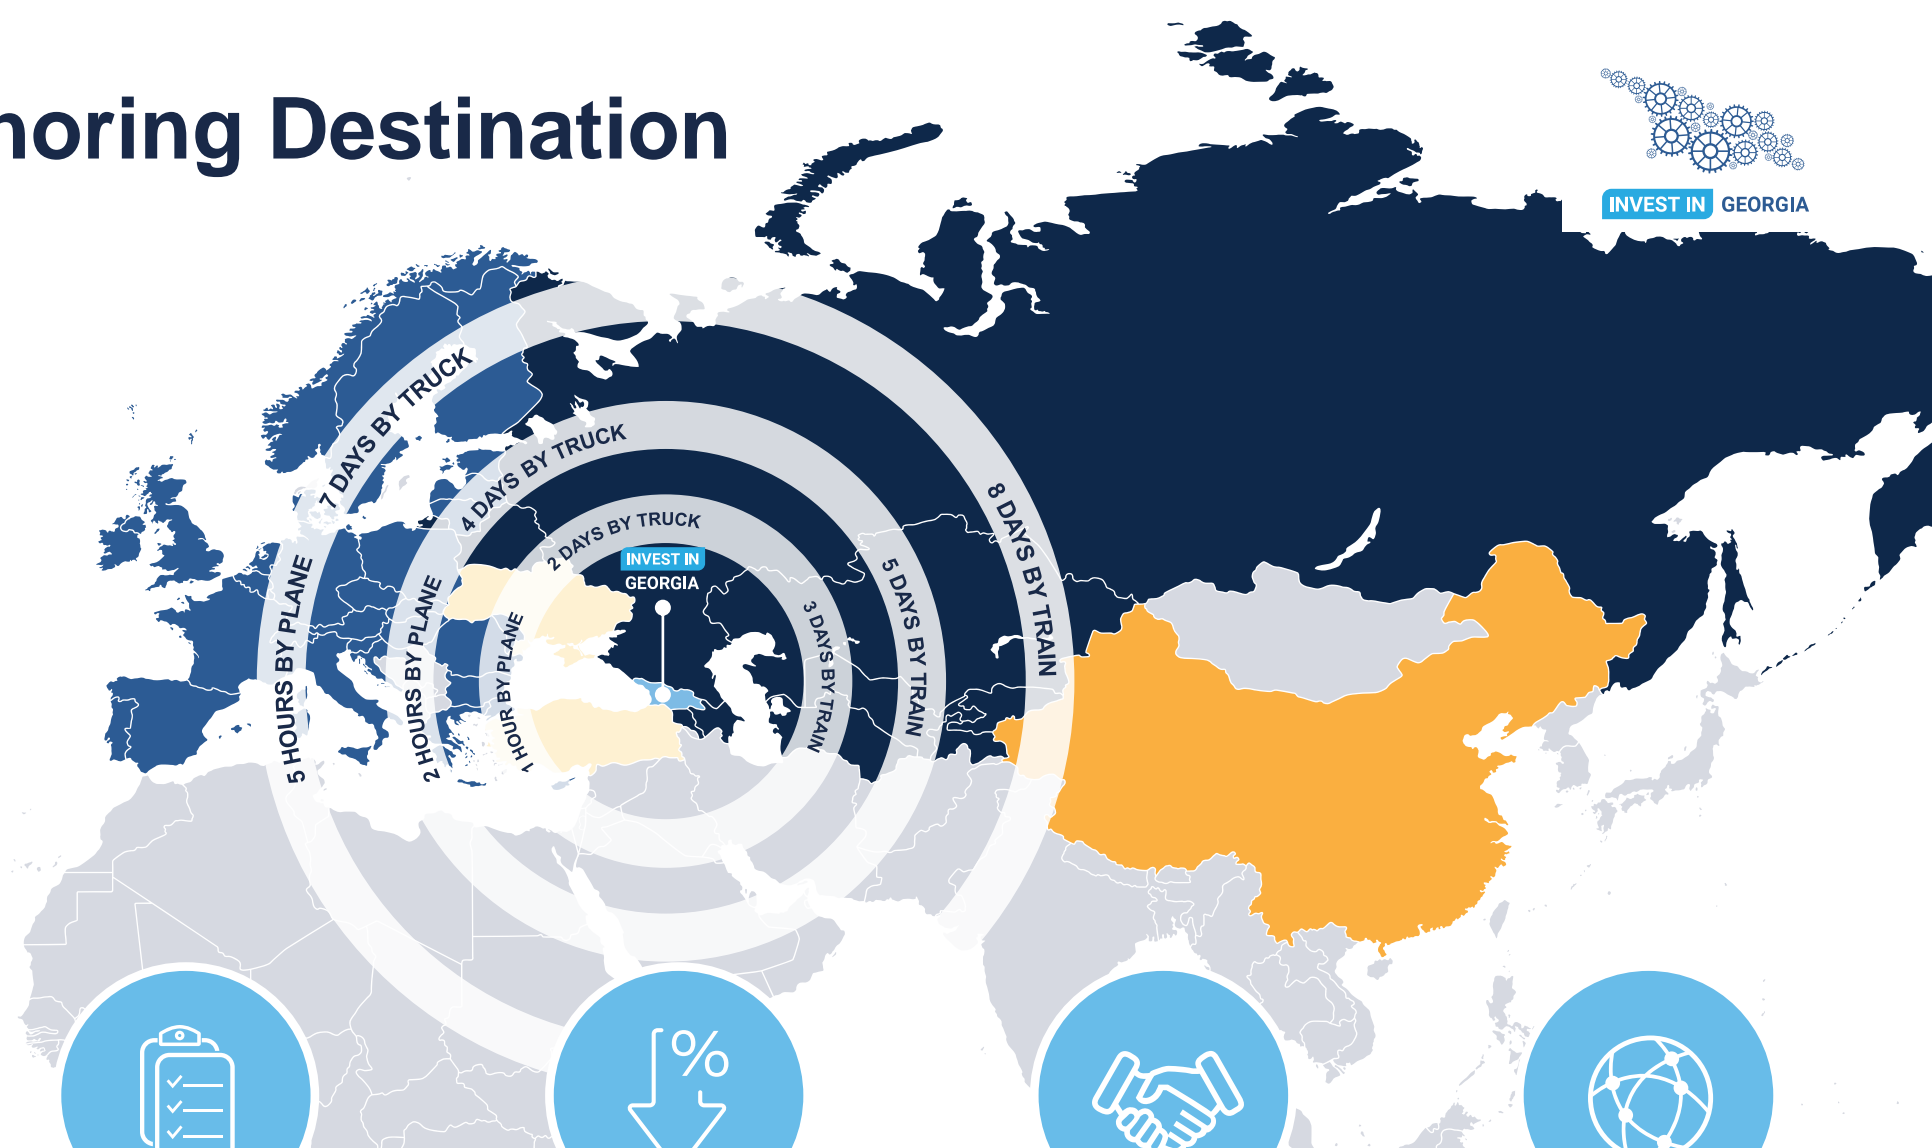 noring Destination
INVEST IN GEORGIA
7 DAYS BY TRUCK
4 DAYS BY TRUCK
2 DAYS BY TRUCK
INVEST IN
GEORGIA
5 HOURS BY PLANE
2 HOURS BY PLANE
1 HOUR BY PLANE
3 DAYS BY TRAIN
5 DAYS BY TRAIN
8 DAYS BY TRAIN
%